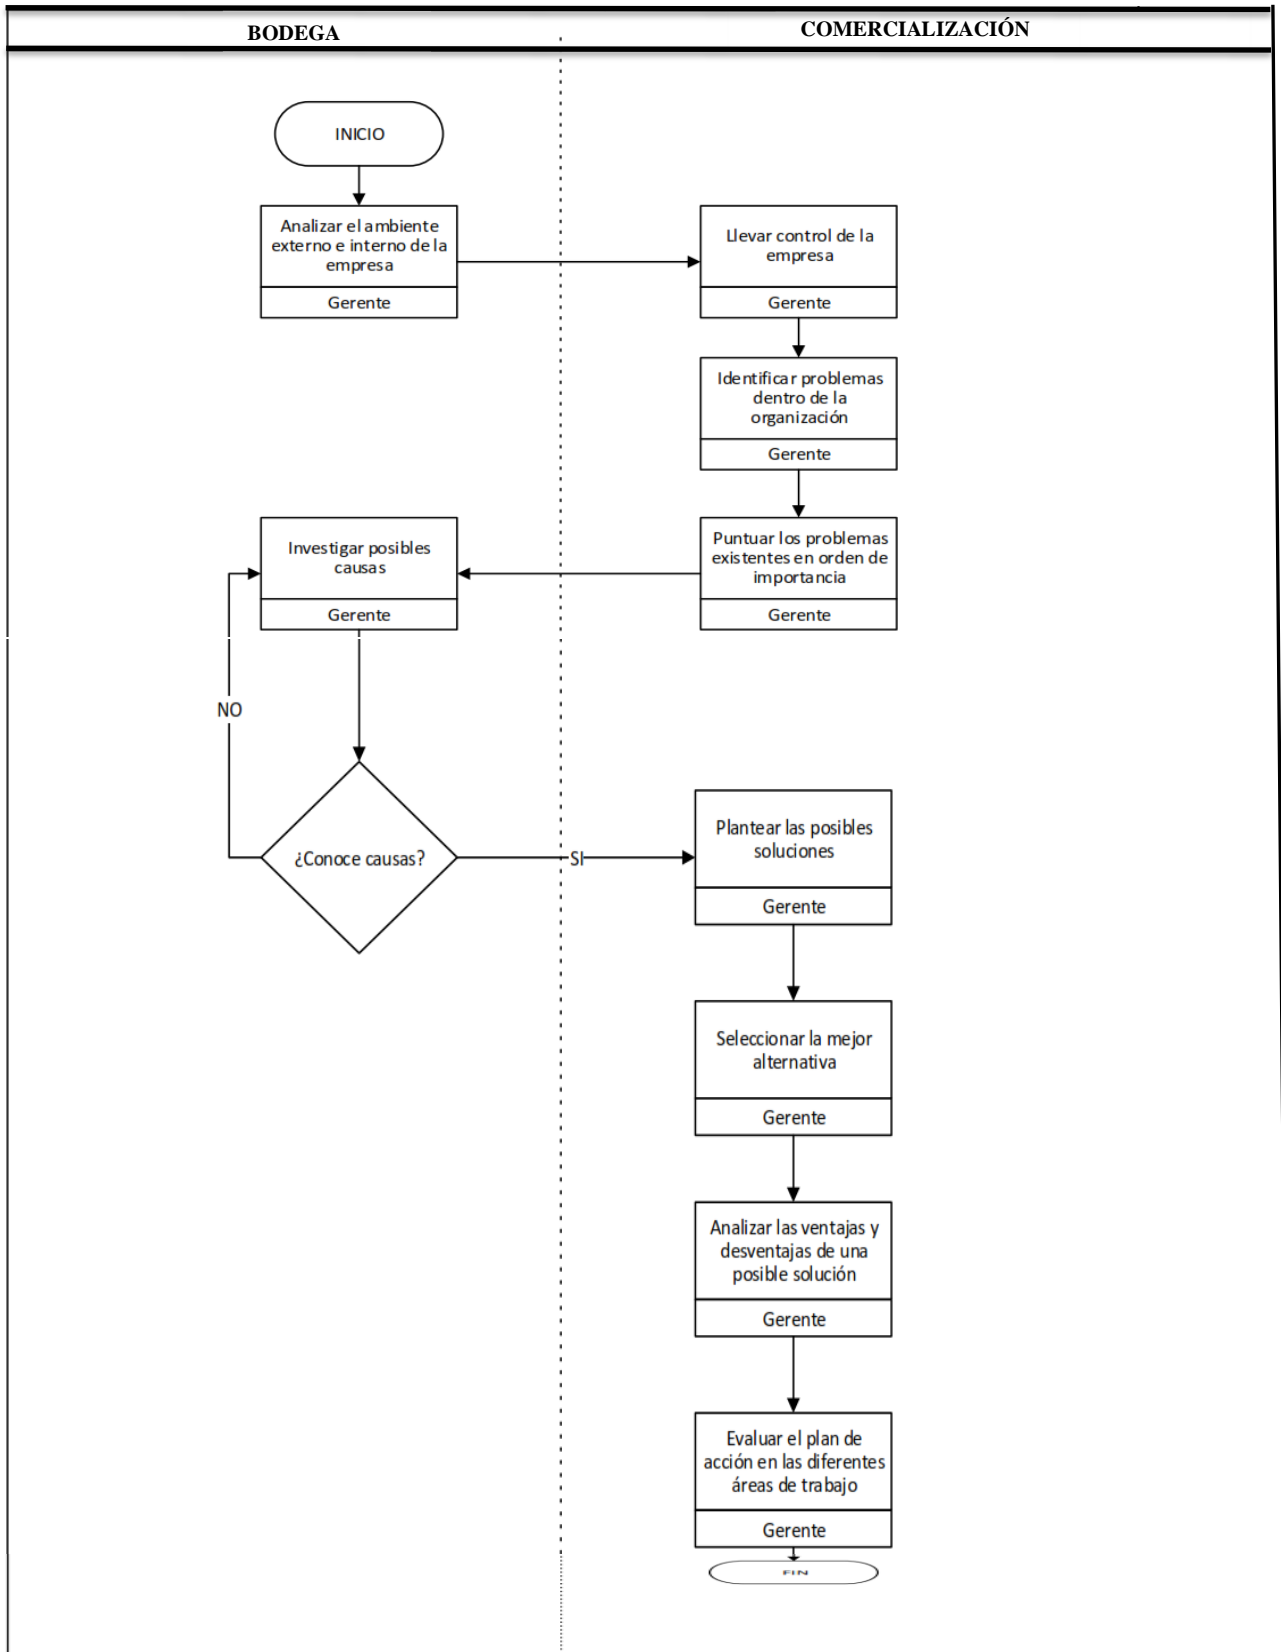 BODEGA
COMERCIALIZACIÓN
INICIO
Analizar el ambiente
externo e interno de la
empresa
Gerente
Llevar control de la
empresa
Gerente
Identificar problemas
dentro de la
organización
Gerente
Puntuar los problemas
existentes en orden de
importancia
Gerente
Investigar posibles
causas
Gerente
NO
¿Conoce causas?
SI
Plantear las posibles
soluciones
Gerente
Seleccionar la mejor
alternativa
Gerente
Analizar las ventajas y
desventajas de una
posible solución
Gerente
Evaluar el plan de
acción en las diferentes
áreas de trabajo
Gerente
FIN